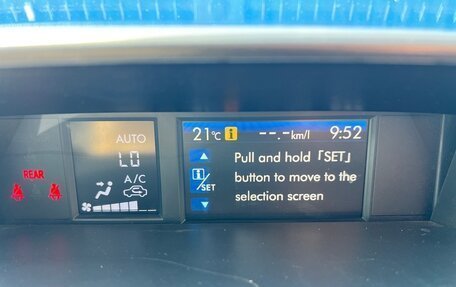 21°C i --.-km/l 9:52
AUTO
LO
A/C
REAR
i/SET
Pull and hold「SET」
button to move to the
selection screen